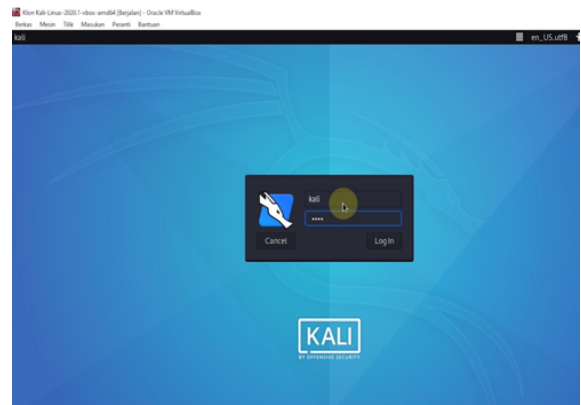 Klon Kali-Linux-2020.1-vbox-amd64 [Berjalan] - Oracle VM VirtualBox
Berkas Mesin Tilik Masukan Peranti Bantuan
kali en_US.utf8
kali
••••
Cancel Log In
KALI
BY OFFENSIVE SECURITY